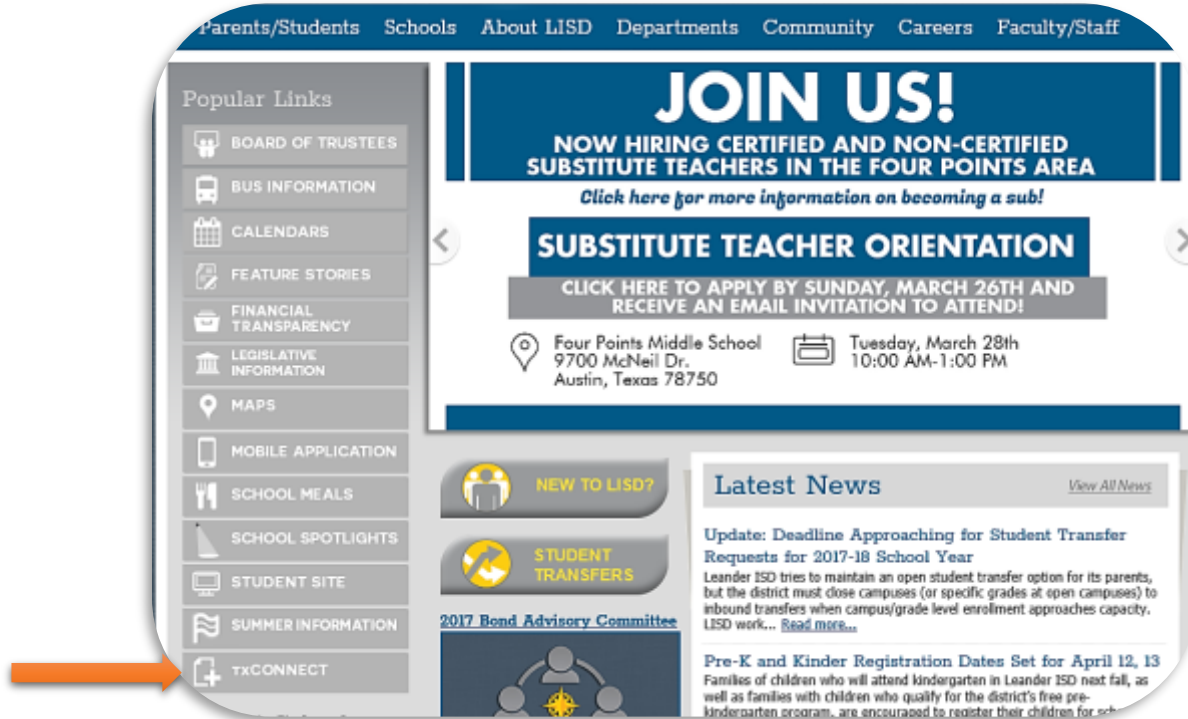 Parents/Students Schools About LISD Departments Community Careers Faculty/Staff
Popular Links
BOARD OF TRUSTEES
BUS INFORMATION
CALENDARS
FEATURE STORIES
FINANCIAL
TRANSPARENCY
LEGISLATIVE
INFORMATION
MAPS
MOBILE APPLICATION
SCHOOL MEALS
SCHOOL SPOTLIGHTS
STUDENT SITE
SUMMER INFORMATION
TXCONNECT
JOIN US!
NOW HIRING CERTIFIED AND NON-CERTIFIED
SUBSTITUTE TEACHERS IN THE FOUR POINTS AREA
Click here for more information on becoming a sub!
SUBSTITUTE TEACHER ORIENTATION
CLICK HERE TO APPLY BY SUNDAY, MARCH 26TH AND
RECEIVE AN EMAIL INVITATION TO ATTEND!
Four Points Middle School
9700 McNeil Dr.
Austin, Texas 78750
Tuesday, March 28th
10:00 AM-1:00 PM
NEW TO LISD?
STUDENT
TRANSFERS
2017 Bond Advisory Committee
Latest News View All News
Update: Deadline Approaching for Student Transfer
Requests for 2017-18 School Year
Leander ISD tries to maintain an open student transfer option for its parents,
but the district must close campuses (or specific grades at open campuses) to
inbound transfers when campus/grade level enrollment approaches capacity.
LISD work... Read more...
Pre-K and Kinder Registration Dates Set for April 12, 13
Families of children who will attend kindergarten in Leander ISD next fall, as
well as families with children who qualify for the district's free pre-
kindergarten program, are encouraged to register their children for